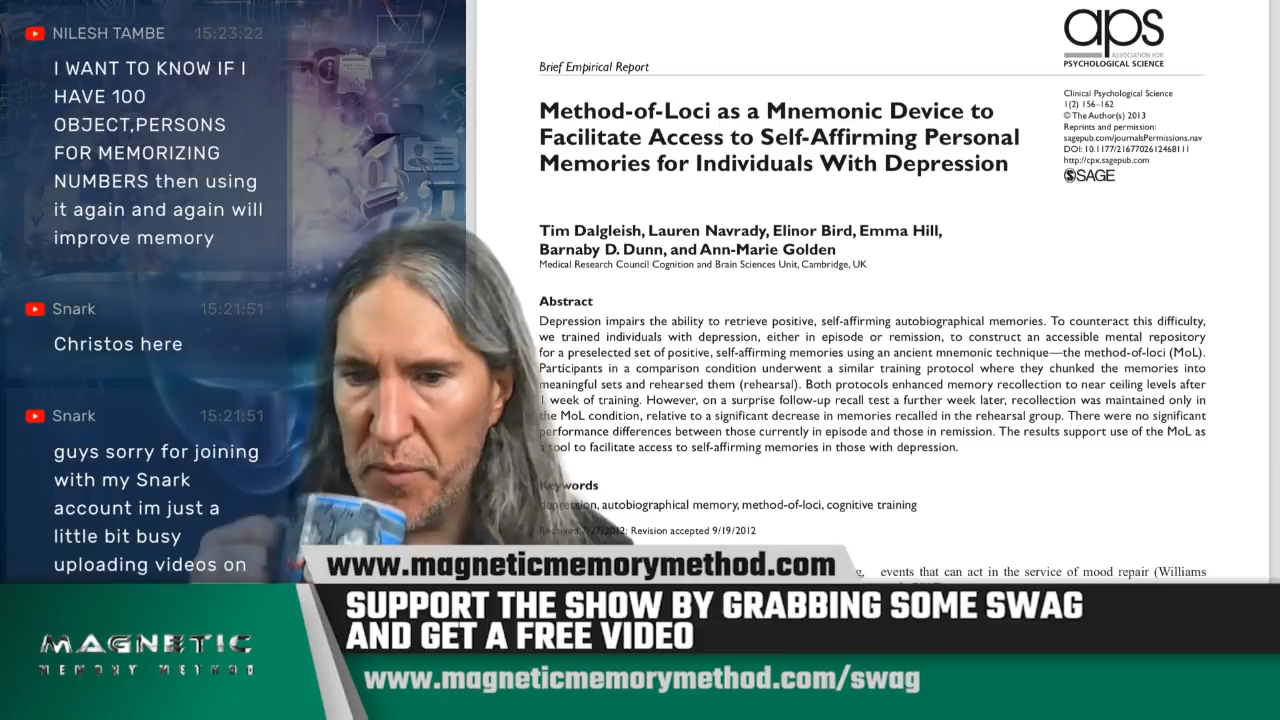 NILESH TAMBE 15:23:22
I WANT TO KNOW IF I
HAVE 100
OBJECT,PERSONS
FOR MEMORIZING
NUMBERS then using
it again and again will
improve memory
Snark 15:21:51
Christos here
Snark 15:21:51
guys sorry for joining
with my Snark
account im just a
little bit busy
uploading videos on
aps
ASSOCIATION FOR
PSYCHOLOGICAL SCIENCE
Brief Empirical Report
Clinical Psychological Science
1(2) 156–162
© The Author(s) 2013
Reprints and permission:
sagepub.com/journalsPermissions.nav
DOI: 10.1177/2167702612468111
http://cpx.sagepub.com
SAGE
Method-of-Loci as a Mnemonic Device to
Facilitate Access to Self-Affirming Personal
Memories for Individuals With Depression
Tim Dalgleish, Lauren Navrady, Elinor Bird, Emma Hill,
Barnaby D. Dunn, and Ann-Marie Golden
Medical Research Council Cognition and Brain Sciences Unit, Cambridge, UK
Abstract
Depression impairs the ability to retrieve positive, self-affirming autobiographical memories. To counteract this difficulty,
we trained individuals with depression, either in episode or remission, to construct an accessible mental repository
for a preselected set of positive, self-affirming memories using an ancient mnemonic technique—the method-of-loci (MoL).
Participants in a comparison condition underwent a similar training protocol where they chunked the memories into
meaningful sets and rehearsed them (rehearsal). Both protocols enhanced memory recollection to near ceiling levels after
1 week of training. However, on a surprise follow-up recall test a further week later, recollection was maintained only in
the MoL condition, relative to a significant decrease in memories recalled in the rehearsal group. There were no significant
performance differences between those currently in episode and those in remission. The results support use of the MoL as
a tool to facilitate access to self-affirming memories in those with depression.
Keywords
depression, autobiographical memory, method-of-loci, cognitive training
Revision accepted 9/19/2012
events that can act in the service of mood repair (Williams
www.magneticmemorymethod.com
SUPPORT THE SHOW BY GRABBING SOME SWAG
AND GET A FREE VIDEO
www.magneticmemorymethod.com/swag
MAGNETIC
MEMORY METHOD